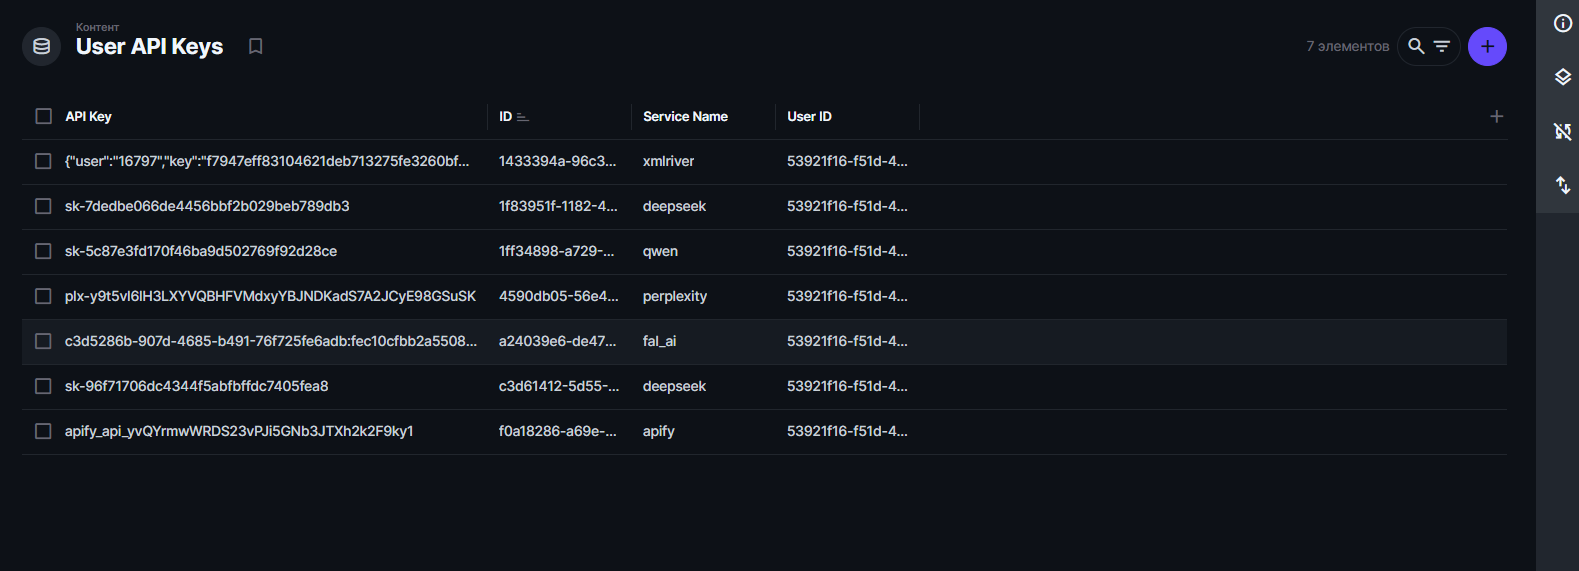 Контент
User API Keys
7 элементов
API Key ID Service Name User ID
{"user":"16797","key":"f7947eff83104621deb713275fe3260bf... 1433394a-96c3... xmlriver 53921f16-f51d-4...
sk-7dedbe066de4456bbf2b029beb789db3 1f83951f-1182-4... deepseek 53921f16-f51d-4...
sk-5c87e3fd170f46ba9d502769f92d28ce 1ff34898-a729-... qwen 53921f16-f51d-4...
4590db05-56e4... perplexity 53921f16-f51d-4...
c3d5286b-907d-4685-b491-76f725fe6adb:fec10cfbb2a5508... a24039e6-de47... fal_ai 53921f16-f51d-4...
sk-96f71706dc4344f5abfbffdc7405fea8 c3d61412-5d55-... deepseek 53921f16-f51d-4...
apify_api_yvQYrmwWRDS23vPJi5GNb3JTXh2k2F9ky1 f0a18286-a69e-... apify 53921f16-f51d-4...